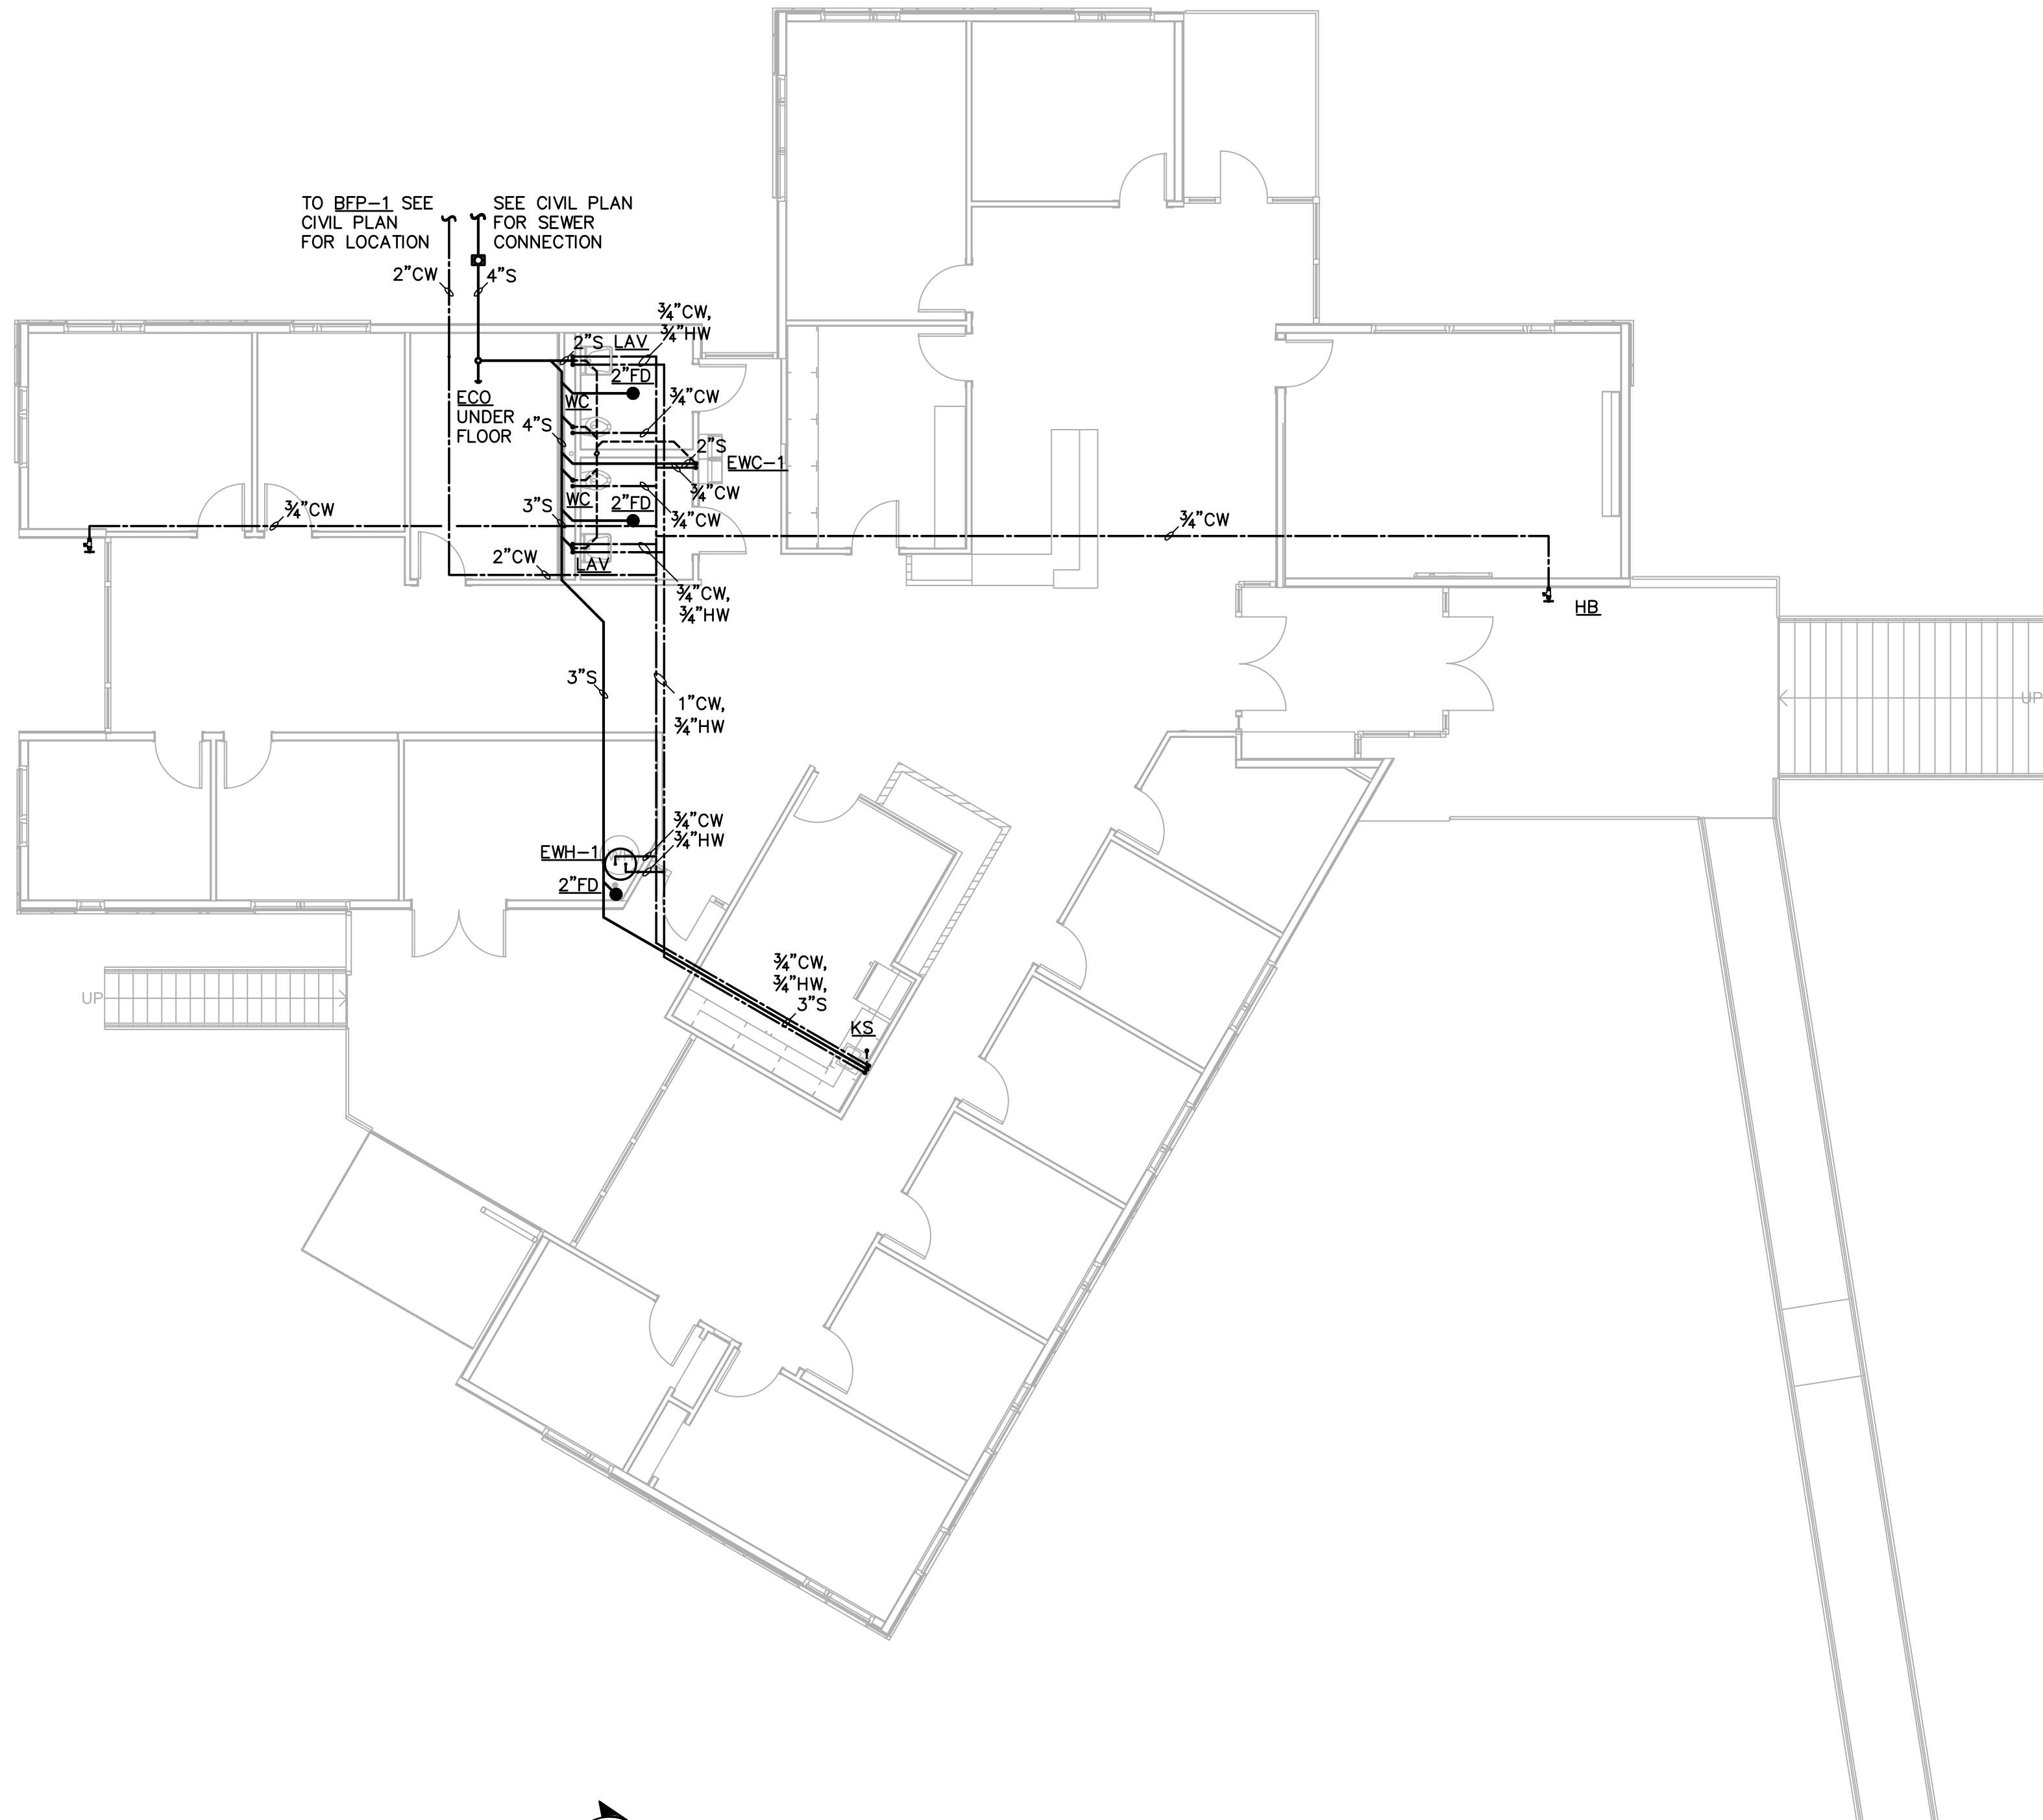 TO BFP-1 SEE
CIVIL PLAN
FOR LOCATION
SEE CIVIL PLAN
FOR SEWER
CONNECTION
2"CW
4"S
¾"CW,
¾"HW
2"S
LAV
2"FD
WC
¾"CW
ECO
UNDER
FLOOR
4"S
2"S
EWC-1
¾"CW
WC
2"FD
3"S
¾"CW
¾"CW
¾"CW
2"CW
LAV
¾"CW,
¾"HW
HB
3"S
1"CW,
¾"HW
UP
¾"CW
¾"HW
EWH-1
WH
2"FD
¾"CW,
¾"HW,
3"S
KS
UP